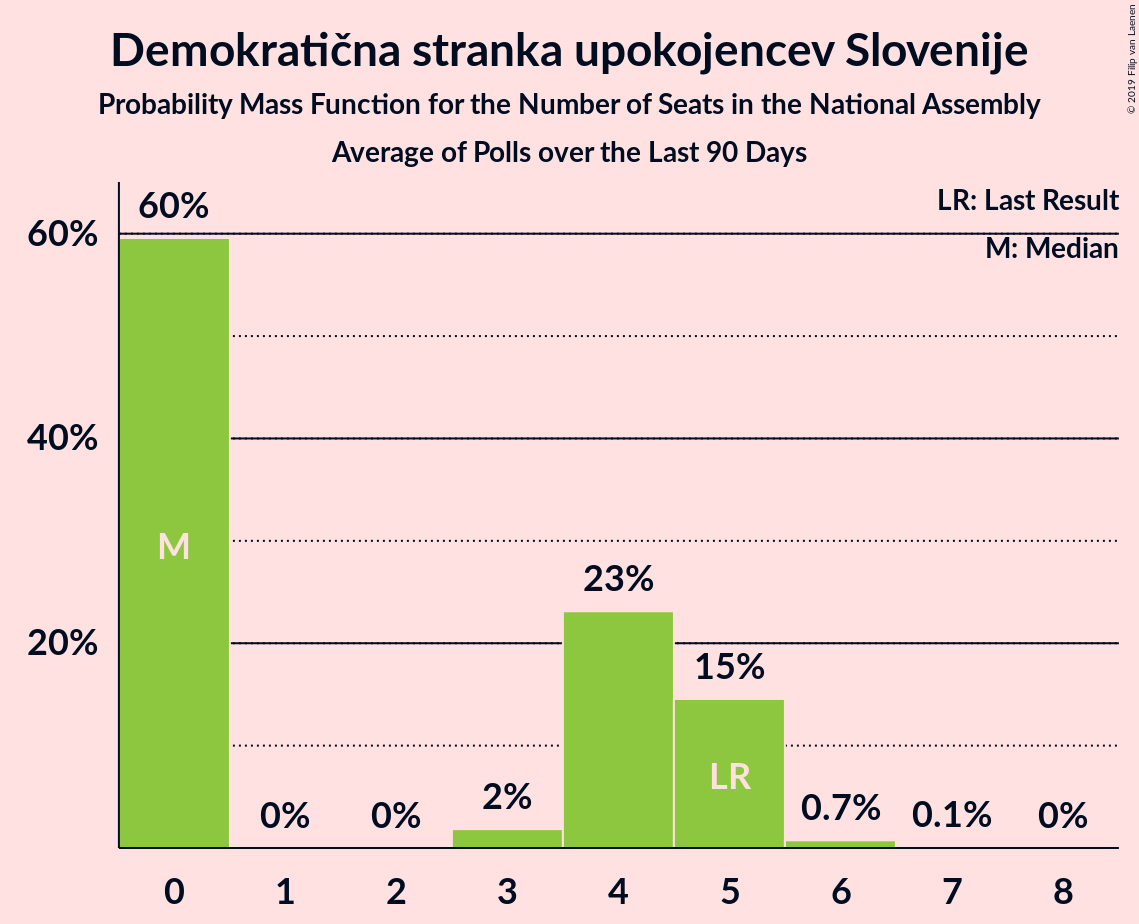 Demokratična stranka upokojencev Slovenije
Probability Mass Function for the Number of Seats in the National Assembly
Average of Polls over the Last 90 Days
© 2019 Filip van Laenen
LR: Last Result
M: Median
60%
40%
20%
60%
0%
0%
2%
23%
15%
0.7%
0.1%
0%
M
LR
0 1 2 3 4 5 6 7 8